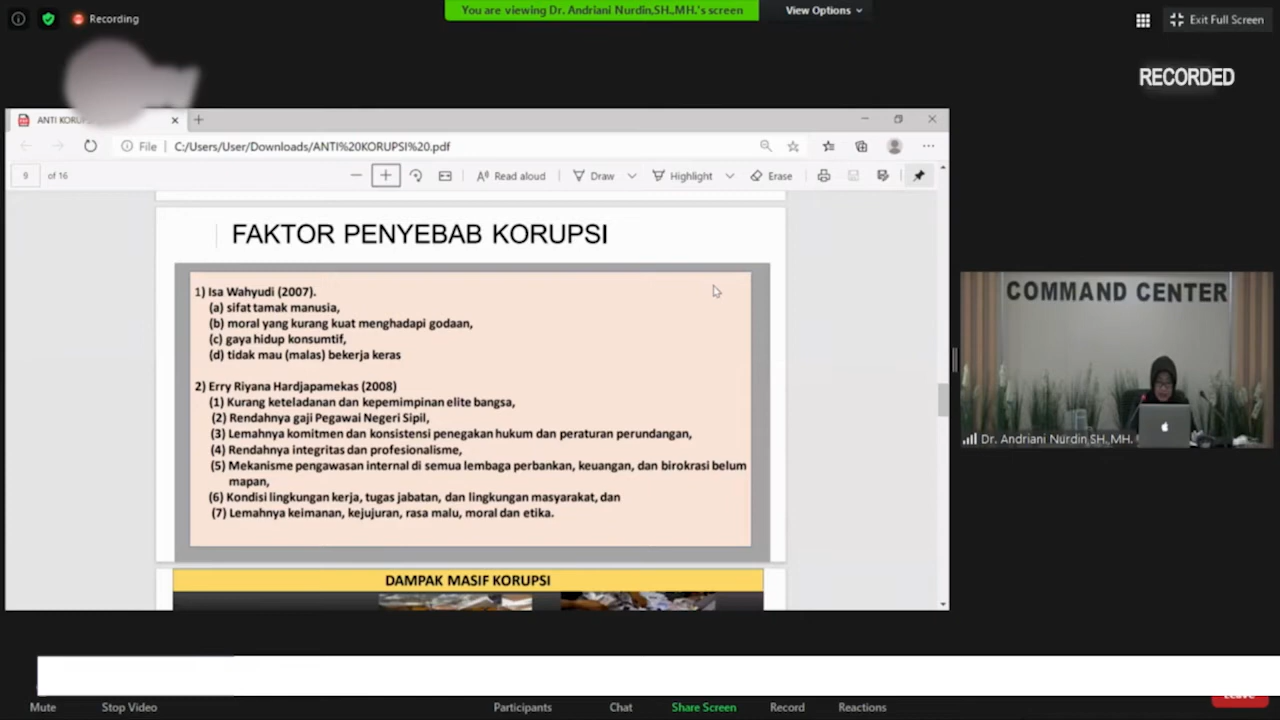 Recording
You are viewing Dr. Andriani Nurdin,SH.,MH.'s screen
View Options
Exit Full Screen
RECORDED
ANTI KORU
File
C:/Users/User/Downloads/ANTI%20KORUPSI%20.pdf
9 of 16
Read aloud
Draw
Highlight
Erase
FAKTOR PENYEBAB KORUPSI
1) Isa Wahyudi (2007).
(a) sifat tamak manusia,
(b) moral yang kurang kuat menghadapi godaan,
(c) gaya hidup konsumtif,
(d) tidak mau (malas) bekerja keras
2) Erry Riyana Hardjapamekas (2008)
(1) Kurang keteladanan dan kepemimpinan elite bangsa,
(2) Rendahnya gaji Pegawai Negeri Sipil,
(3) Lemahnya komitmen dan konsistensi penegakan hukum dan peraturan perundangan,
(4) Rendahnya integritas dan profesionalisme,
(5) Mekanisme pengawasan internal di semua lembaga perbankan, keuangan, dan birokrasi belum
mapan,
(6) Kondisi lingkungan kerja, tugas jabatan, dan lingkungan masyarakat, dan
(7) Lemahnya keimanan, kejujuran, rasa malu, moral dan etika.
DAMPAK MASIF KORUPSI
COMMAND CENTER
Dr. Andriani Nurdin SH., MH.
Mute
Stop Video
Participants
Chat
Share Screen
Record
Reactions